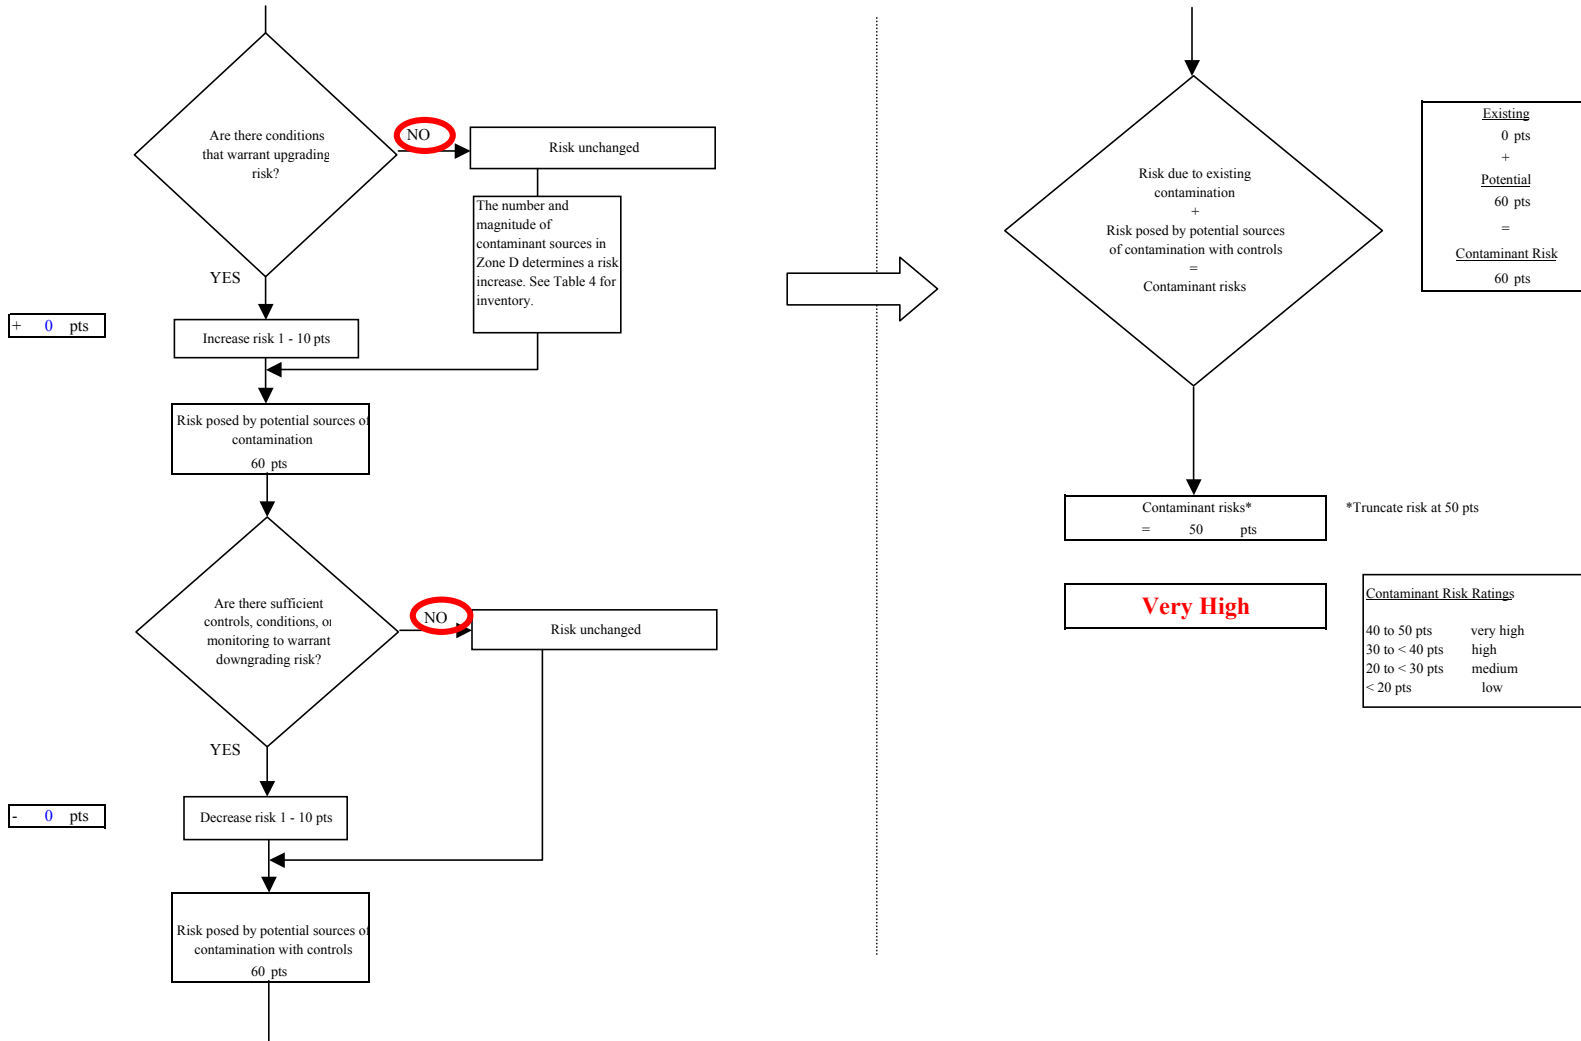 Are there conditions
that warrant upgrading
risk?
NO
Risk unchanged
The number and
magnitude of
contaminant sources in
Zone D determines a risk
increase. See Table 4 for
inventory.
YES
+ 0 pts
Increase risk 1 - 10 pts
Risk posed by potential sources of
contamination
60 pts
Are there sufficient
controls, conditions, or
monitoring to warrant
downgrading risk?
NO
Risk unchanged
YES
- 0 pts
Decrease risk 1 - 10 pts
Risk posed by potential sources of
contamination with controls
60 pts
Risk due to existing
contamination
+
Risk posed by potential sources
of contamination with controls
=
Contaminant risks
Existing
0 pts
+
Potential
60 pts
=
Contaminant Risk
60 pts
Contaminant risks*
= 50 pts
*Truncate risk at 50 pts
Very High
Contaminant Risk Ratings
40 to 50 pts very high
30 to < 40 pts high
20 to < 30 pts medium
< 20 pts low